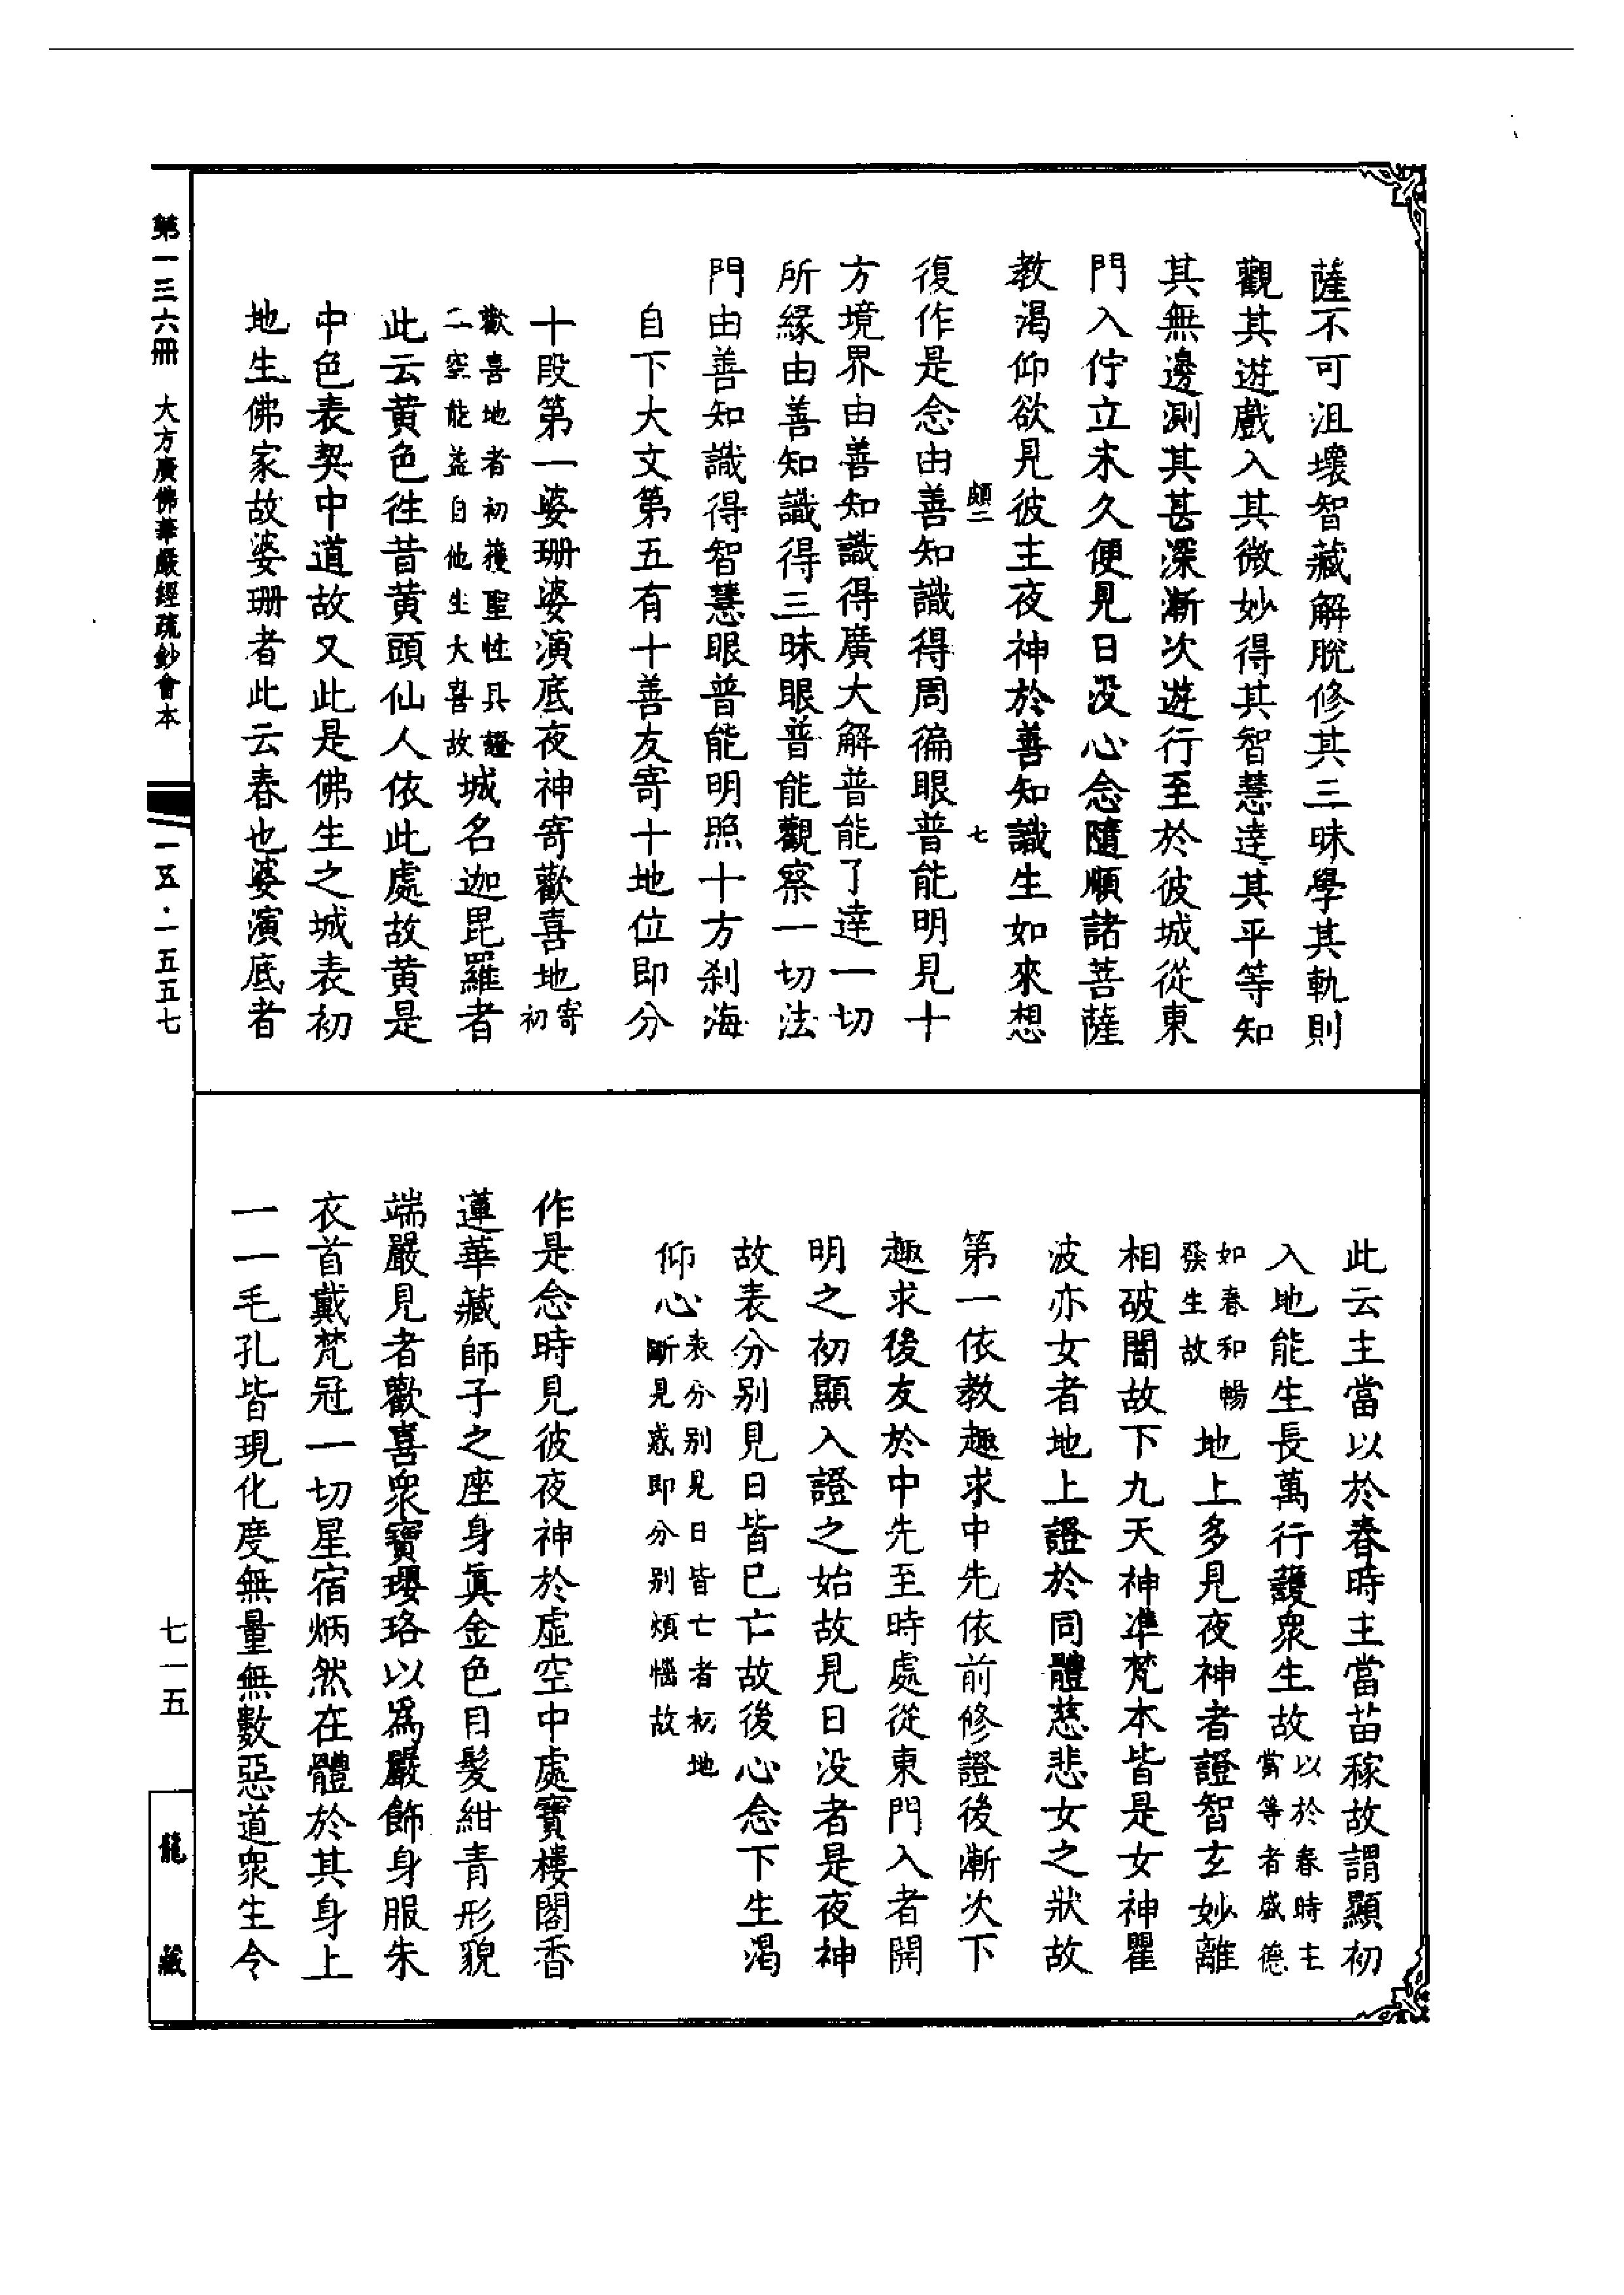 薩不可沮壞智藏解脫修其三昧學其軌則
觀其遊戲入其微妙得其智慧達其平等知
其無邊測其甚深漸次遊行至於彼城從東
門入佇立未久便見日沒心念隨順諸菩薩
教渴仰欲見彼主夜神於善知識生如來想
頗二 七
復作是念由善知識得周徧眼普能明見十
方境界由善知識得廣大解普能了達一切
所緣由善知識得三昧眼普能觀察一切法
門由善知識得智慧眼普能明照十方刹海
自下大文第五有十善友寄十地位即分
十段第一婆珊婆演底夜神寄歡喜地寄初
歡喜地者初獲聖性具證二空能益自他生大喜故城名迦毘羅者
此云黄色往昔黄頭仙人依此處故黄是
中色表契中道故又此是佛生之城表初
地生佛家故婆珊者此云春也婆演底者
此云主當以於春時主當苗稼故謂顯初
入地能生長萬行護衆生故以於春時主當等者盛德
如春和暢發生故地上多見夜神者證智玄妙離
相破闇故下九天神準梵本皆是女神瞿
波亦女者地上證於同體慈悲女之狀故
第一依教趣求中先依前修證後漸次下
趣求後友於中先至時處從東門入者開
明之初顯入證之始故見日没者是夜神
故表分别見日皆已亡故後心念下生渴
仰心表分别見日皆亡者初地斷見惑即分别煩惱故
作是念時見彼夜神於虛空中處寶樓閣香
蓮華藏師子之座身眞金色目髮紺青形貌
端嚴見者歡喜衆寶瓔珞以爲嚴飾身服朱
衣首戴梵冠一切星宿炳然在體於其身上
一一毛孔皆現化度無量無數惡道衆生令
第一三六冊 大方廣佛華嚴經疏鈔會本 一五·一五五七
七一五
龍藏